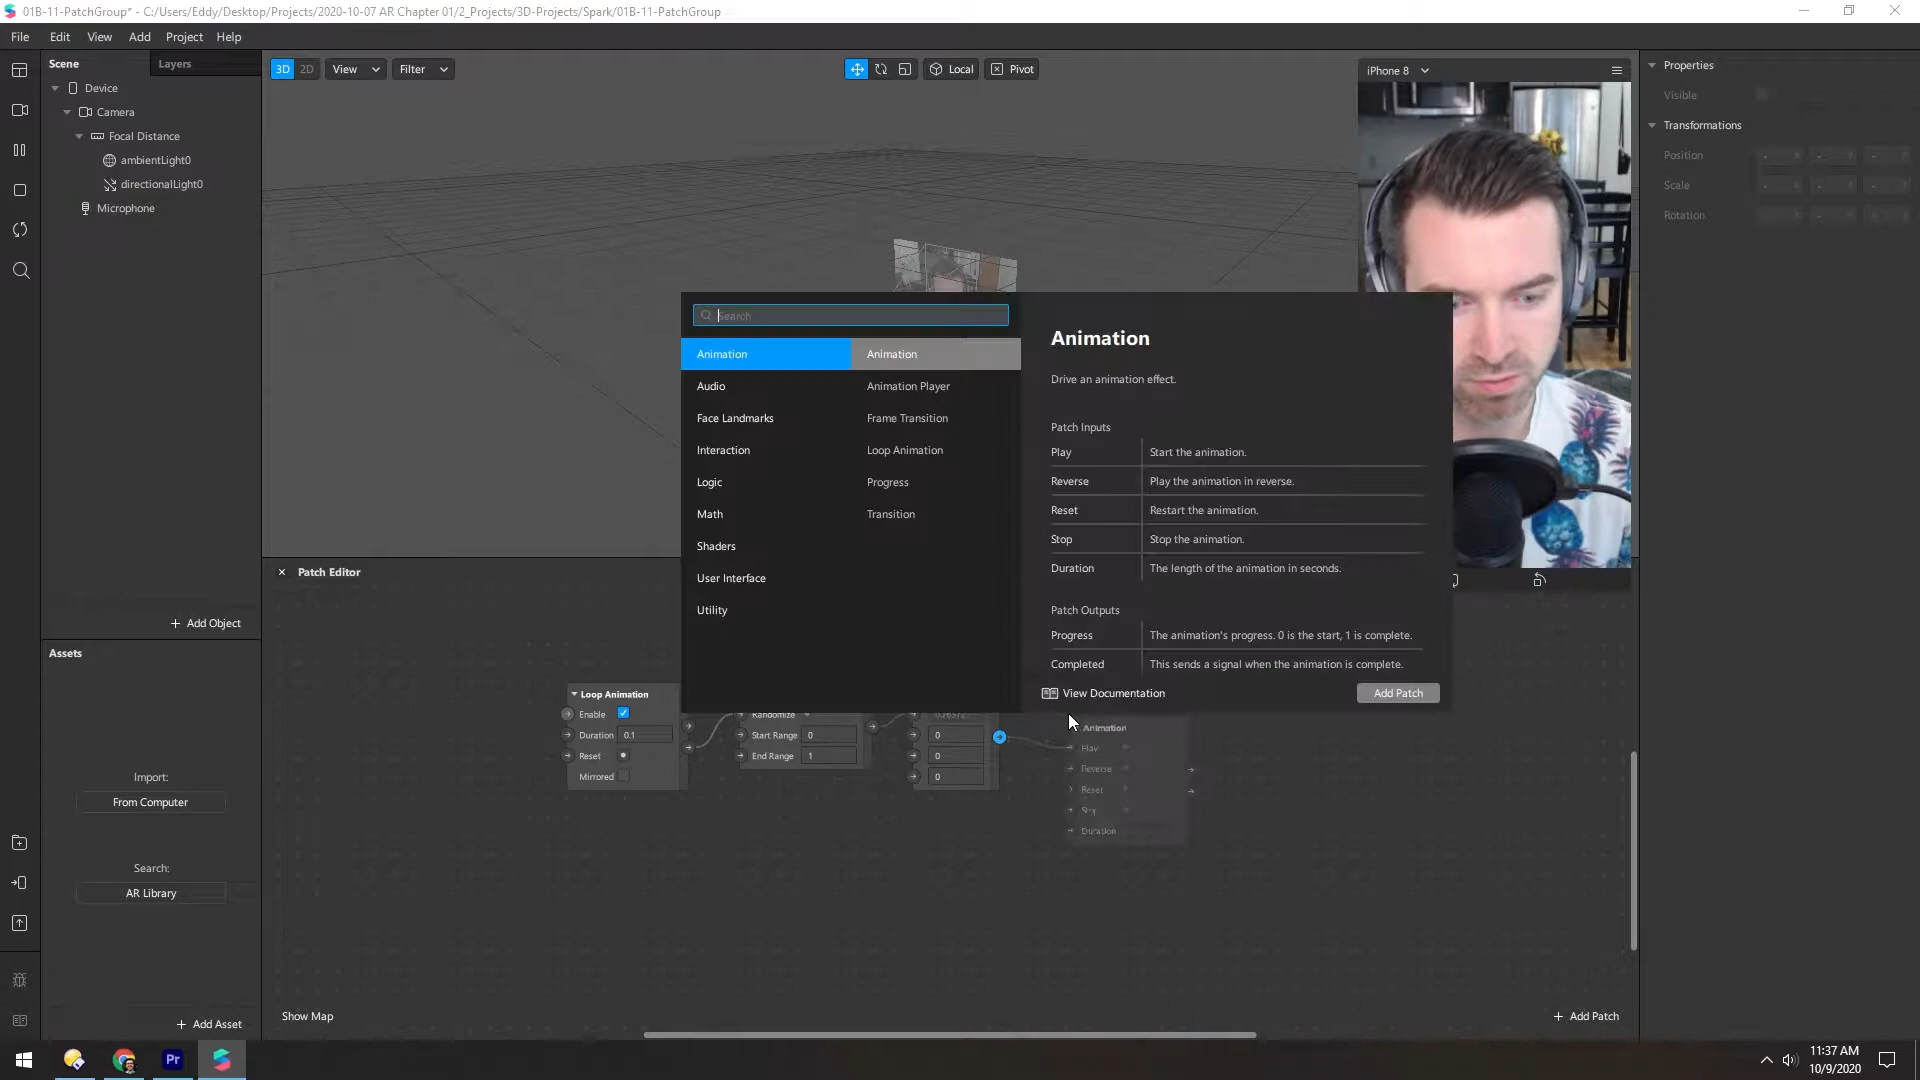 01B-11-PatchGroup* - C:/Users/Eddy/Desktop/Projects/2020-10-07 AR Chapter 01/2_Projects/3D-Projects/Spark/01B-11-PatchGroup
File Edit View Add Project Help
Scene Layers
3D 2D View Filter Local Pivot
iPhone 8
Properties
Visible
Transformations
Position
Scale
Rotation
Device
Camera
Focal Distance
ambientLight0
directionalLight0
Microphone
+ Add Object
Search
Animation
Audio
Face Landmarks
Interaction
Logic
Math
Shaders
User Interface
Utility
Animation
Animation Player
Frame Transition
Loop Animation
Progress
Transition
Animation
Drive an animation effect.
Patch Inputs
Play Start the animation.
Reverse Play the animation in reverse.
Reset Restart the animation.
Stop Stop the animation.
Duration The length of the animation in seconds.
Patch Outputs
Progress The animation's progress. 0 is the start, 1 is complete.
Completed This sends a signal when the animation is complete.
View Documentation Add Patch
Patch Editor
Loop Animation
Enable
Duration 0.1
Reset
Mirrored
Randomize
Start Range 0
End Range 1
0
0
0
Animation
Play
Reverse
Reset
Stop
Duration
Show Map
+ Add Patch
Assets
Import:
From Computer
Search:
AR Library
+ Add Asset
Pr
11:37 AM
10/9/2020